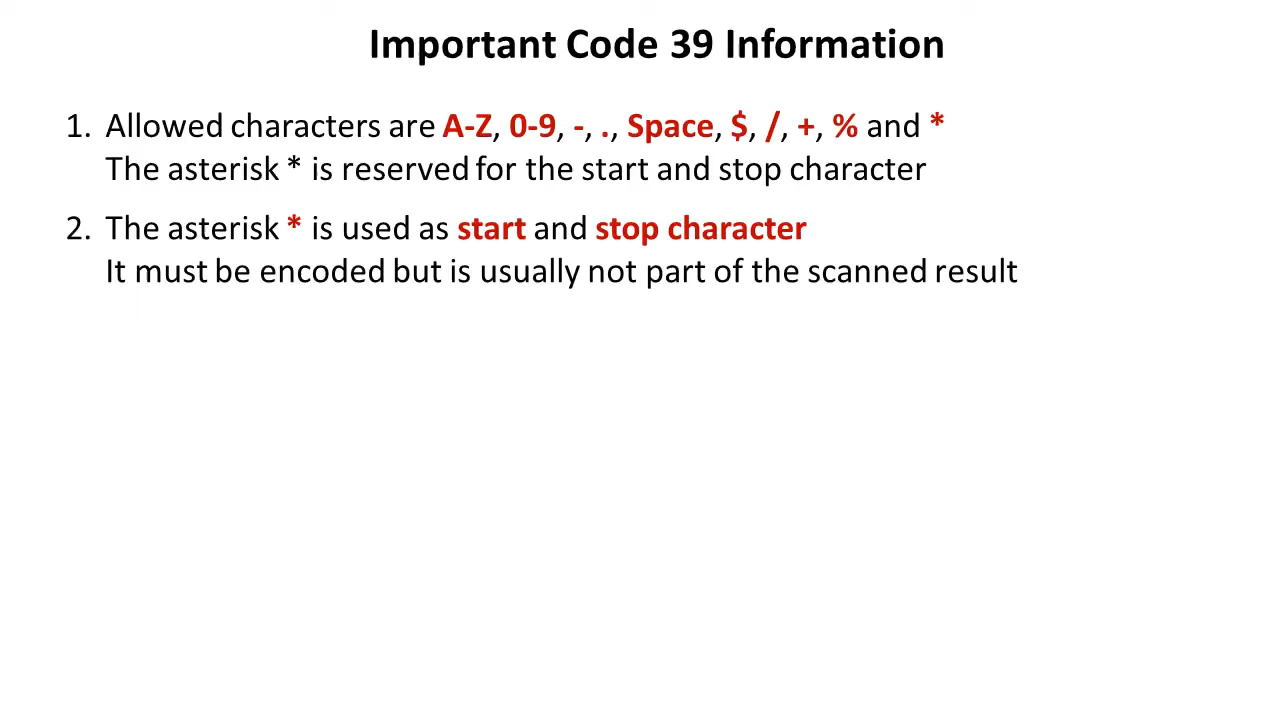 Important Code 39 Information
1. Allowed characters are A-Z, 0-9, -, ., Space, $, /, +, % and *
The asterisk * is reserved for the start and stop character
2. The asterisk * is used as start and stop character
It must be encoded but is usually not part of the scanned result